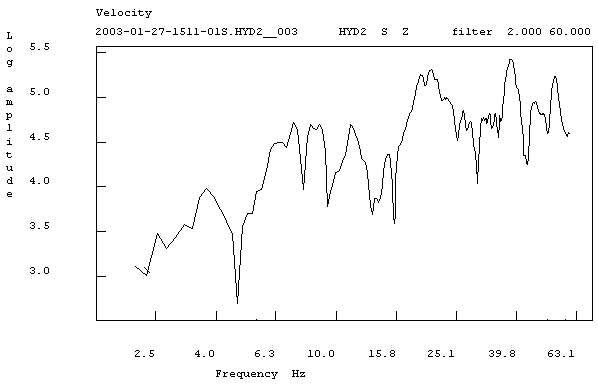 Velocity
2003-01-27-1511-01S.HYD2__003 HYD2 S Z filter 2.000 60.000
Log amplitude
5.5
5.0
4.5
4.0
3.5
3.0
2.5 4.0 6.3 10.0 15.8 25.1 39.8 63.1
Frequency Hz